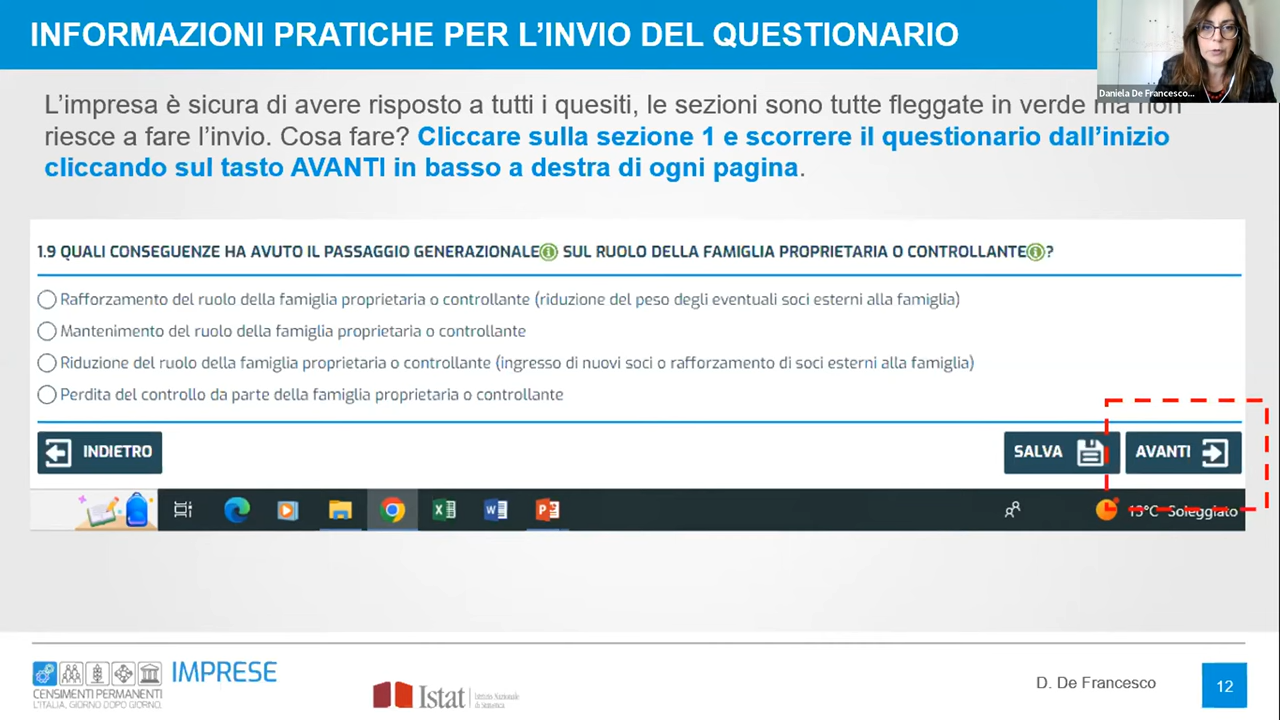 INFORMAZIONI PRATICHE PER L'INVIO DEL QUESTIONARIO
Daniela De Francesco...
L'impresa è sicura di avere risposto a tutti i quesiti, le sezioni sono tutte fleggate in verde ma non
riesce a fare l'invio. Cosa fare? Cliccare sulla sezione 1 e scorrere il questionario dall'inizio
cliccando sul tasto AVANTI in basso a destra di ogni pagina.
1.9 QUALI CONSEGUENZE HA AVUTO IL PASSAGGIO GENERAZIONALE SUL RUOLO DELLA FAMIGLIA PROPRIETARIA O CONTROLLANTE?
Rafforzamento del ruolo della famiglia proprietaria o controllante (riduzione del peso degli eventuali soci esterni alla famiglia)
Mantenimento del ruolo della famiglia proprietaria o controllante
Riduzione del ruolo della famiglia proprietaria o controllante (ingresso di nuovi soci o rafforzamento di soci esterni alla famiglia)
Perdita del controllo da parte della famiglia proprietaria o controllante
INDIETRO
SALVA
AVANTI
15°C Soleggiato
IMPRESE
CENSIMENTI PERMANENTI
L'ITALIA, GIORNO DOPO GIORNO.
Istat
Istituto Nazionale
di Statistica
D. De Francesco
12